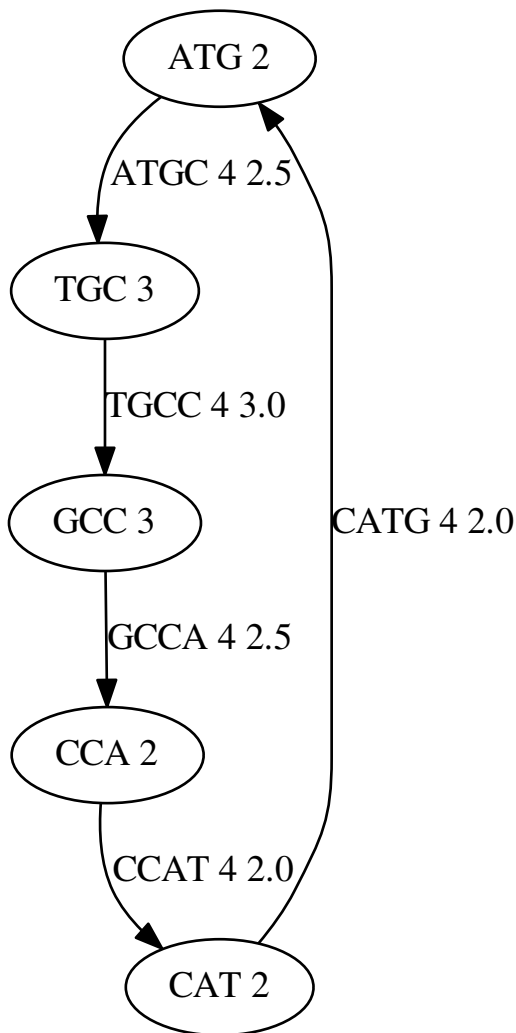 ATG 2
ATGC 4 2.5
TGC 3
TGCC 4 3.0
GCC 3
CATG 4 2.0
GCCA 4 2.5
CCA 2
CCAT 4 2.0
CAT 2